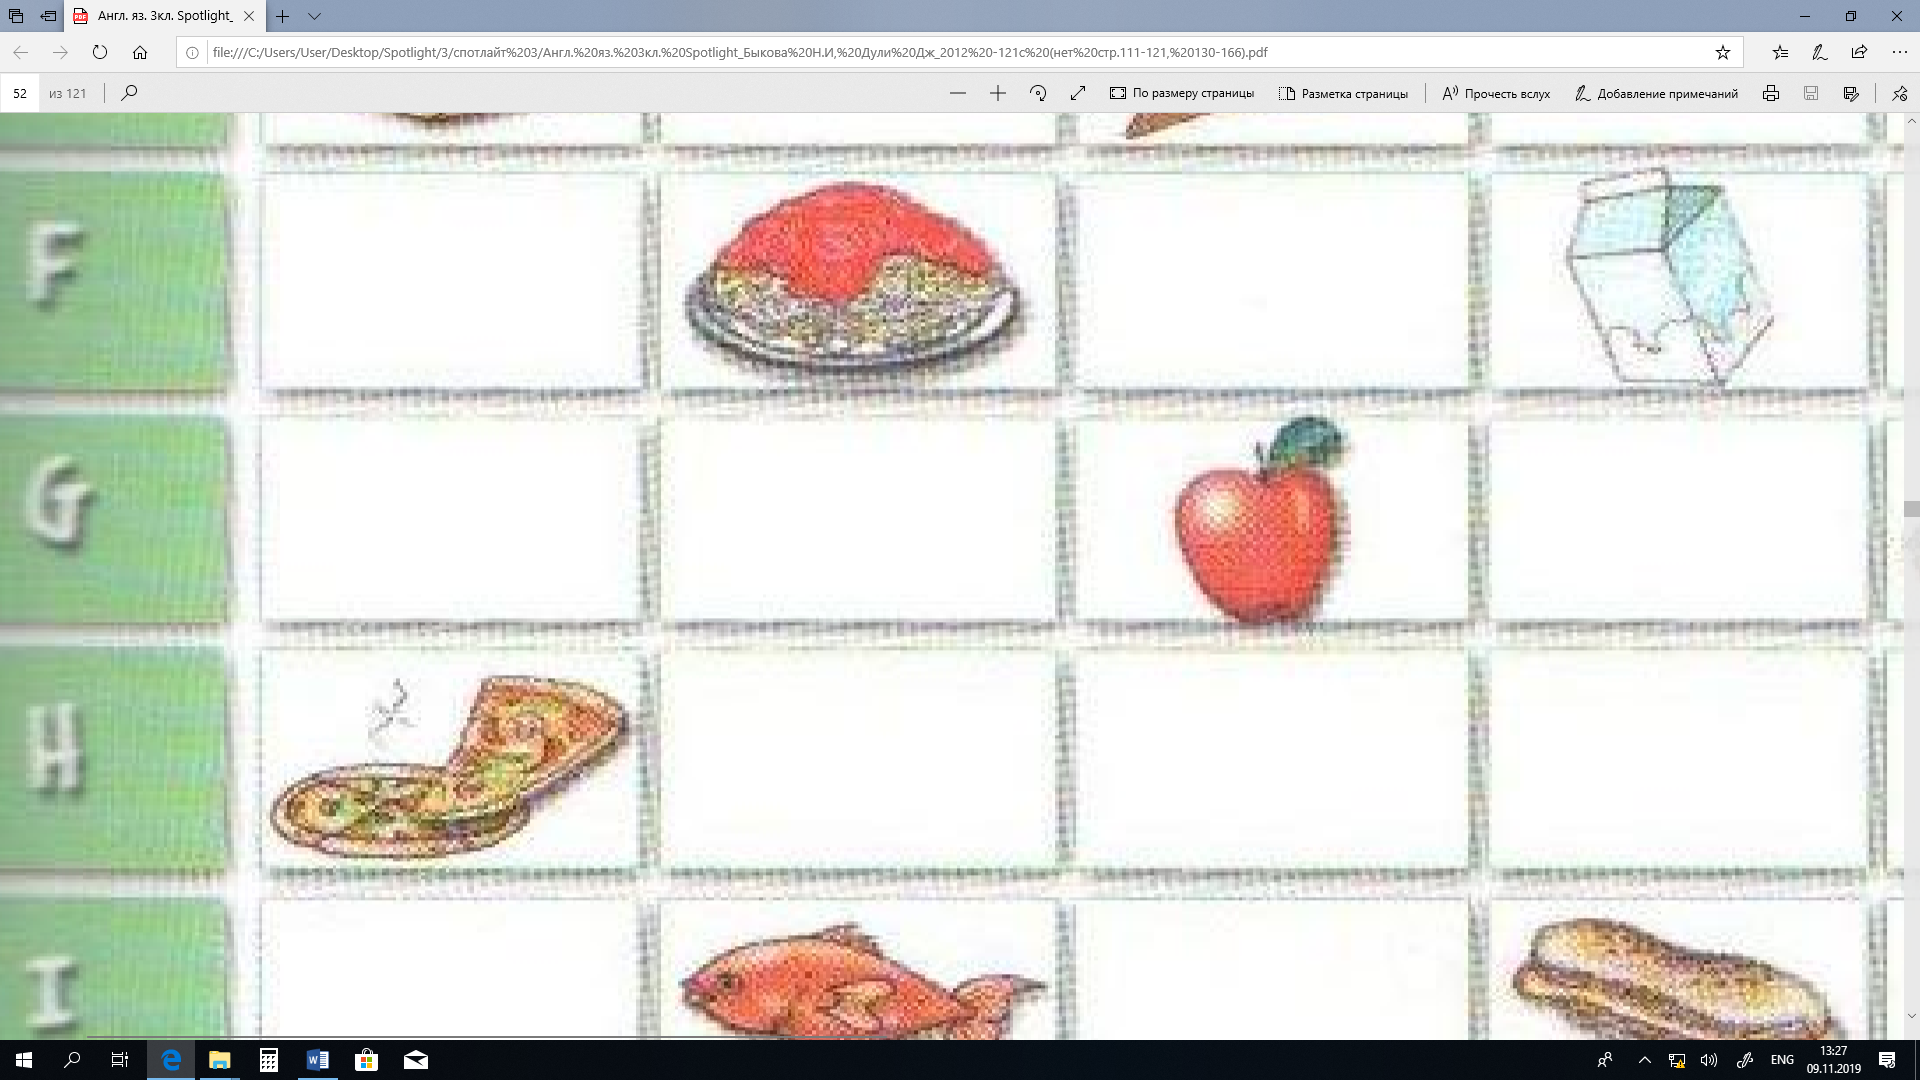 Англ. яз. 3кл. Spotlight_
file:///C:/Users/User/Desktop/Spotlight/3/спотлайт%203/Англ.%20яз.%203кл.%20Spotlight_Быкова%20Н.И,%20Дули%20Дж_2012%20-121с%20(нет%20стр.111-121,%20130-166).pdf
52 из 121 По размеру страницы Разметка страницы Прочесть вслух Добавление примечаний
F
G
H
I
ENG 13:27
09.11.2019